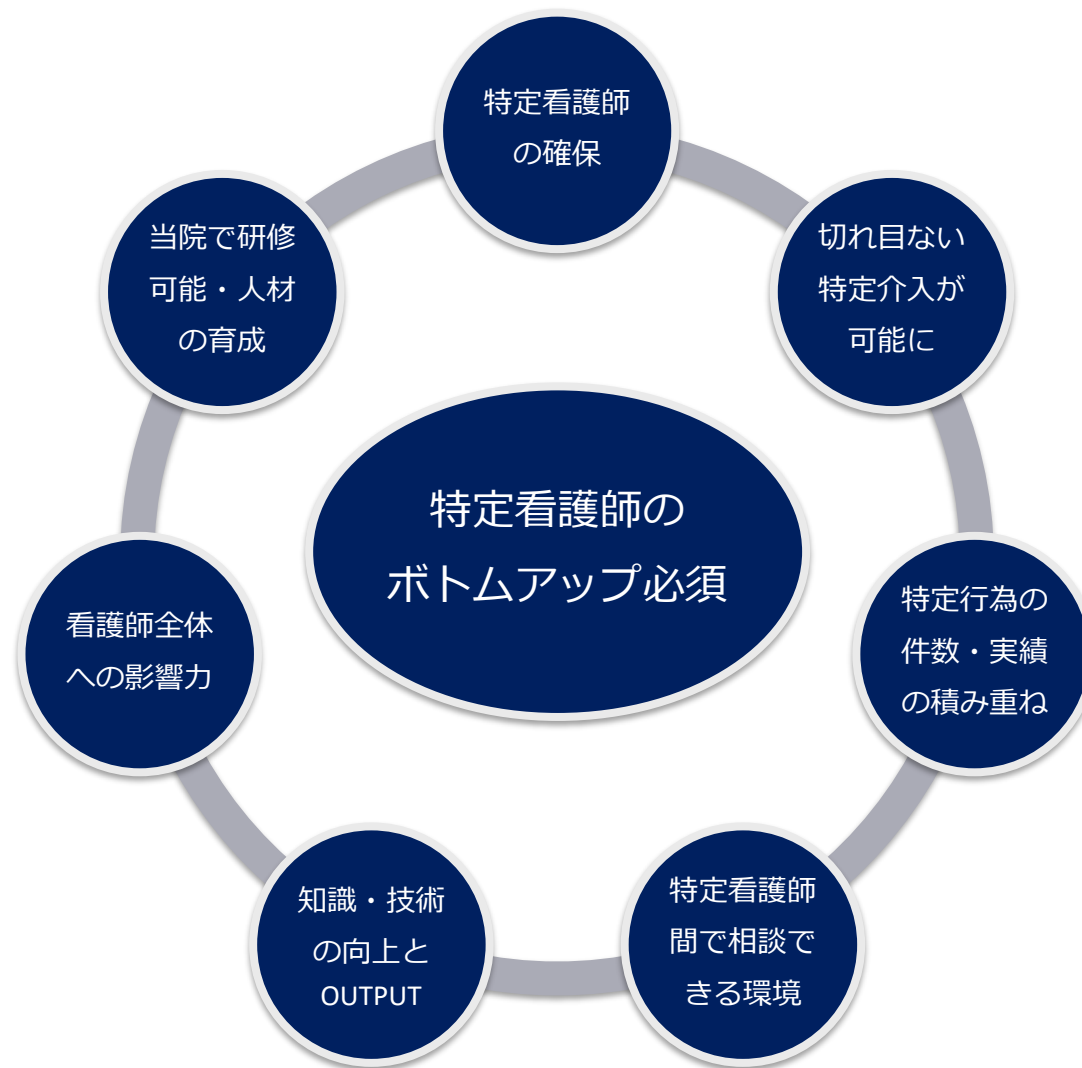 特定看護師
の確保
切れ目ない
特定介入が
可能に
特定行為の
件数・実績
の積み重ね
特定看護師
間で相談で
きる環境
知識・技術
の向上と
OUTPUT
看護師全体
への影響力
当院で研修
可能・人材
の育成
特定看護師の
ボトムアップ必須